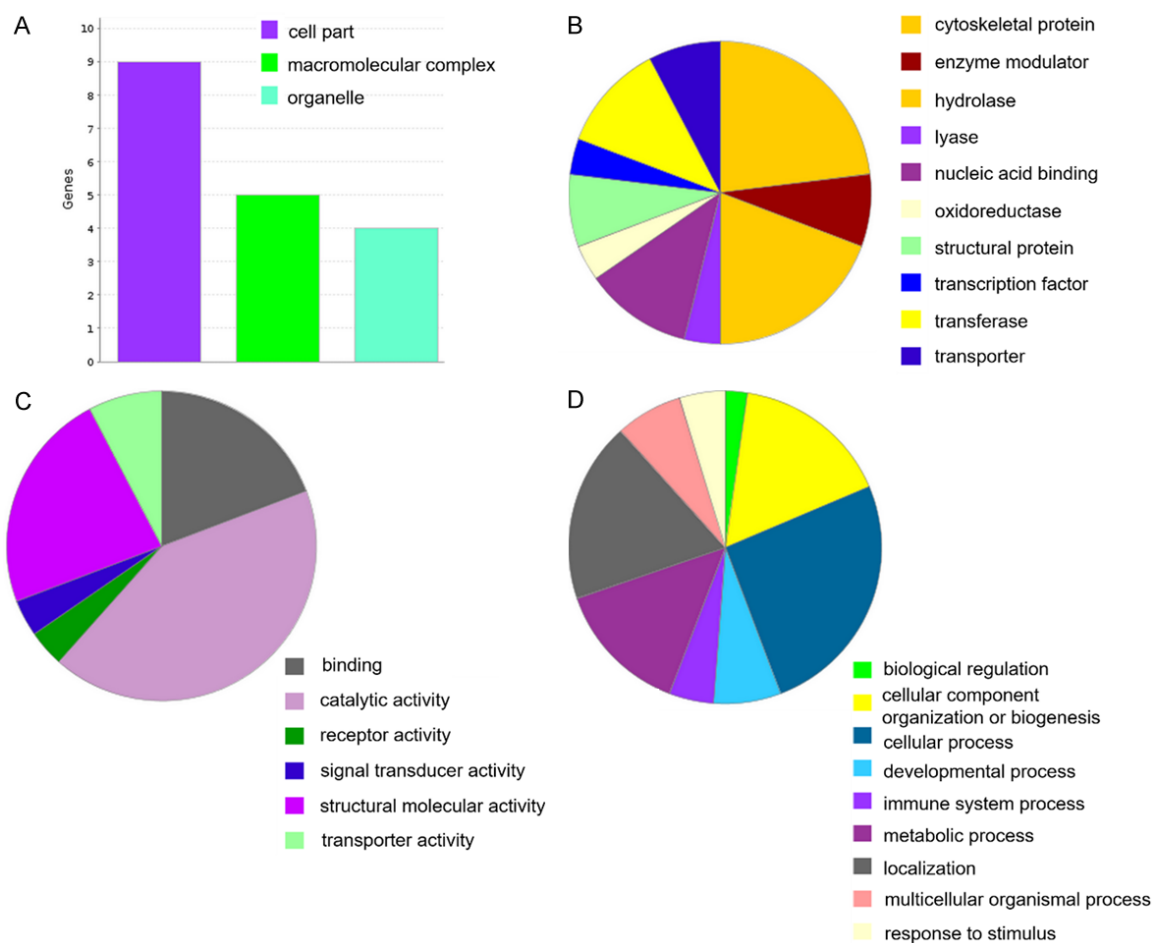 A
10
9
8
7
6
5
4
3
2
1
0
Genes
cell part
macromolecular complex
organelle
B
cytoskeletal protein
enzyme modulator
hydrolase
lyase
nucleic acid binding
oxidoreductase
structural protein
transcription factor
transferase
transporter
C
binding
catalytic activity
receptor activity
signal transducer activity
structural molecular activity
transporter activity
D
biological regulation
cellular component
organization or biogenesis
cellular process
developmental process
immune system process
metabolic process
localization
multicellular organismal process
response to stimulus